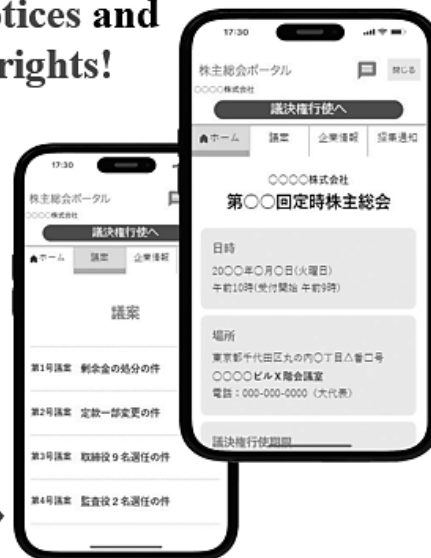 otices and
rights!
17:30
株主総会ポータル
閉じる
○○○○株式会社
議決権行使へ
ホーム 議案 企業情報 招集通知
○○○○株式会社
第○○回定時株主総会
日時
20○○年○月○日(火曜日)
午前10時(受付開始 午前9時)
場所
東京都千代田区丸の内○丁目△番□号
○○○○ビルX階会議室
電話：000-000-0000（大代表）
議決権行使期限
17:30
株主総会ポータル
○○○○株式会社
議決権行使へ
ホーム 議案 企業情報
議案
第1号議案 剰余金の処分の件
第2号議案 定款一部変更の件
第3号議案 取締役9名選任の件
第4号議案 監査役2名選任の件